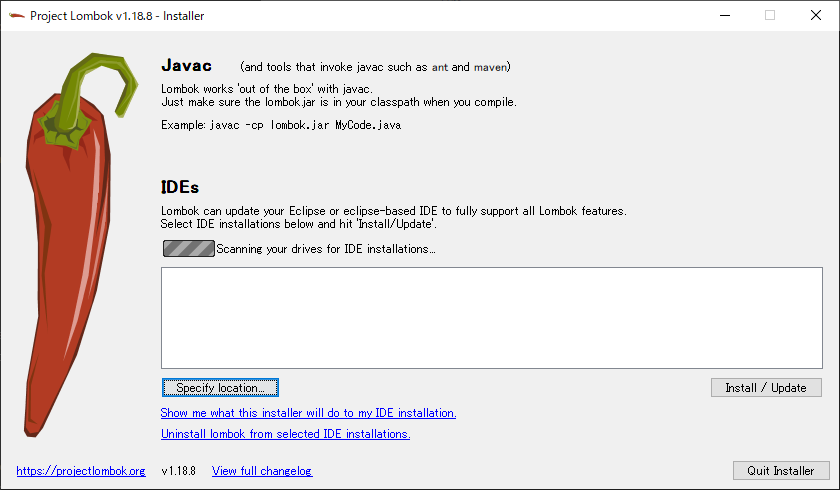 Project Lombok v1.18.8 - Installer
Javac (and tools that invoke javac such as ant and maven)
Lombok works 'out of the box' with javac.
Just make sure the lombok.jar is in your classpath when you compile.
Example: javac -cp lombok.jar MyCode.java
IDEs
Lombok can update your Eclipse or eclipse-based IDE to fully support all Lombok features.
Select IDE installations below and hit 'Install/Update'.
Scanning your drives for IDE installations...
Specify location...
Install / Update
Show me what this installer will do to my IDE installation.
Uninstall lombok from selected IDE installations.
https://projectlombok.org v1.18.8 View full changelog
Quit Installer